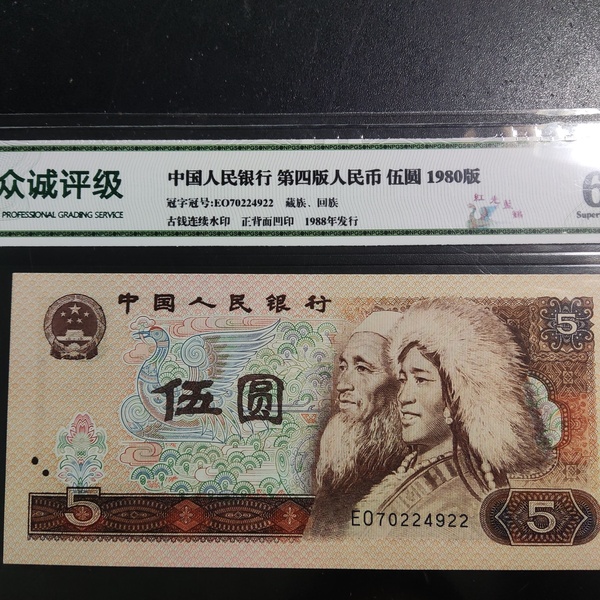 众诚评级
PROFESSIONAL GRADING SERVICE
中国人民银行 第四版人民币 伍圆 1980版
冠字冠号:EO70224922 藏族、回族
古钱连续水印 正背面凹印 1988年发行
6
Super
中国人民银行
5
伍圆
5
EO70224922
5